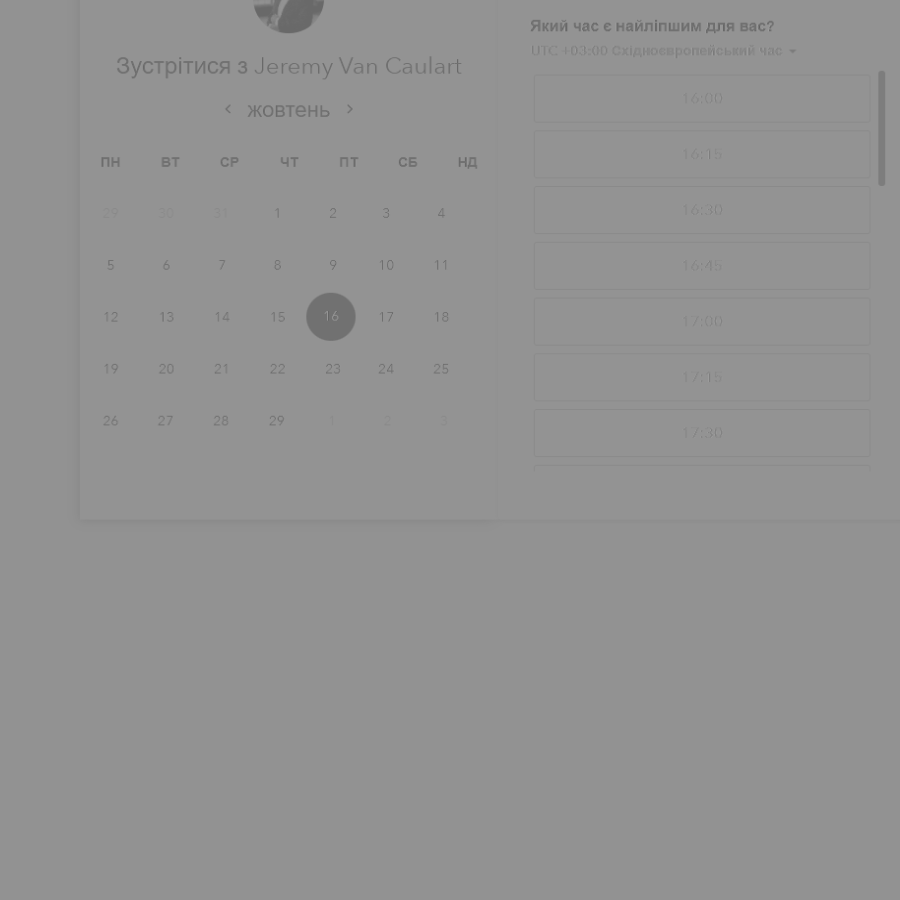 Зустрітися з Jeremy Van Caulart
жовтень
ПН ВТ СР ЧТ ПТ СБ НД
29 30 31 1 2 3 4
5 6 7 8 9 10 11
12 13 14 15 16 17 18
19 20 21 22 23 24 25
26 27 28 29 1 2 3
Який час є найліпшим для вас?
UTC +03:00 Східноєвропейський час
16:00
16:15
16:30
16:45
17:00
17:15
17:30